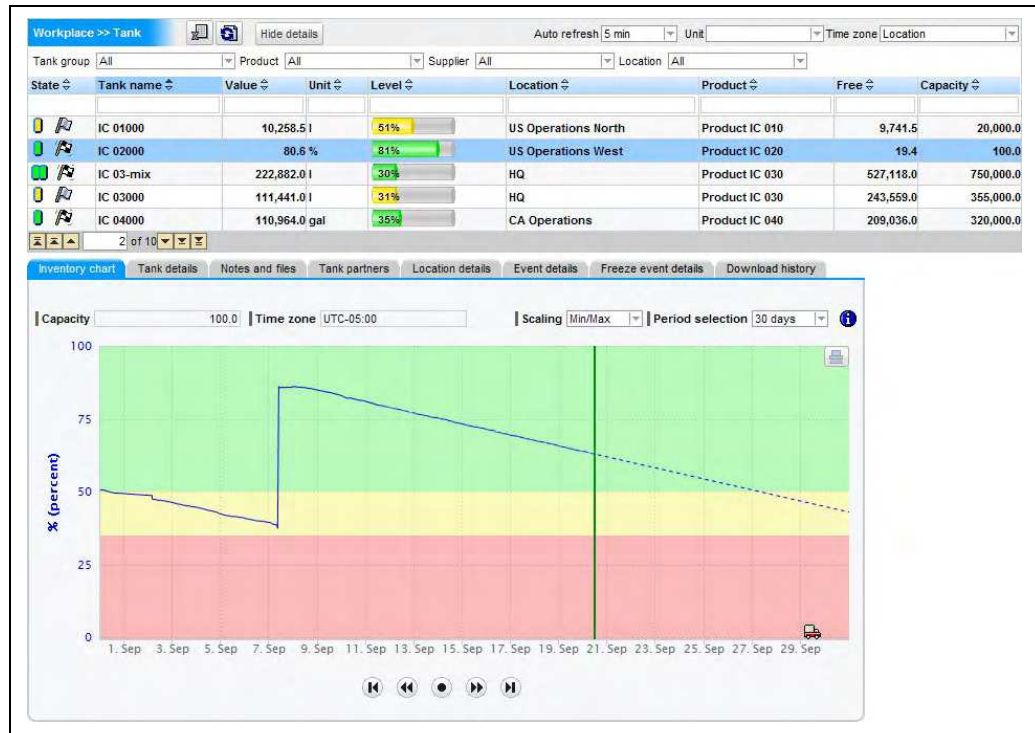 Workplace >> Tank Hide details Auto refresh 5 min Unit Time zone Location
Tank group All Product All Supplier All Location All
State Tank name Value Unit Level Location Product Free Capacity
IC 01000 10,258.5 l 51% US Operations North Product IC 010 9,741.5 20,000.0
IC 02000 80.6 % 81% US Operations West Product IC 020 19.4 100.0
IC 03-mix 222,882.0 l 30% HQ Product IC 030 527,118.0 750,000.0
IC 03000 111,441.0 l 31% HQ Product IC 030 243,559.0 355,000.0
IC 04000 110,964.0 gal 35% CA Operations Product IC 040 209,036.0 320,000.0
2 of 10
Inventory chart Tank details Notes and files Tank partners Location details Event details Freeze event details Download history
Capacity 100.0 Time zone UTC-05:00 Scaling Min/Max Period selection 30 days i
100
75
50
25
0
% (percent)
1. Sep 3. Sep 5. Sep 7. Sep 9. Sep 11. Sep 13. Sep 15. Sep 17. Sep 19. Sep 21. Sep 23. Sep 25. Sep 27. Sep 29. Sep